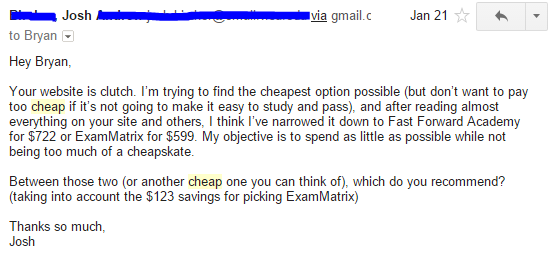 , Josh via gmail.c Jan 21
to Bryan
Hey Bryan,
Your website is clutch. I'm trying to find the cheapest option possible (but don't want to pay
too cheap if it's not going to make it easy to study and pass), and after reading almost
everything on your site and others, I think I've narrowed it down to Fast Forward Academy
for $722 or ExamMatrix for $599. My objective is to spend as little as possible while not
being too much of a cheapskate.
Between those two (or another cheap one you can think of), which do you recommend?
(taking into account the $123 savings for picking ExamMatrix)
Thanks so much,
Josh